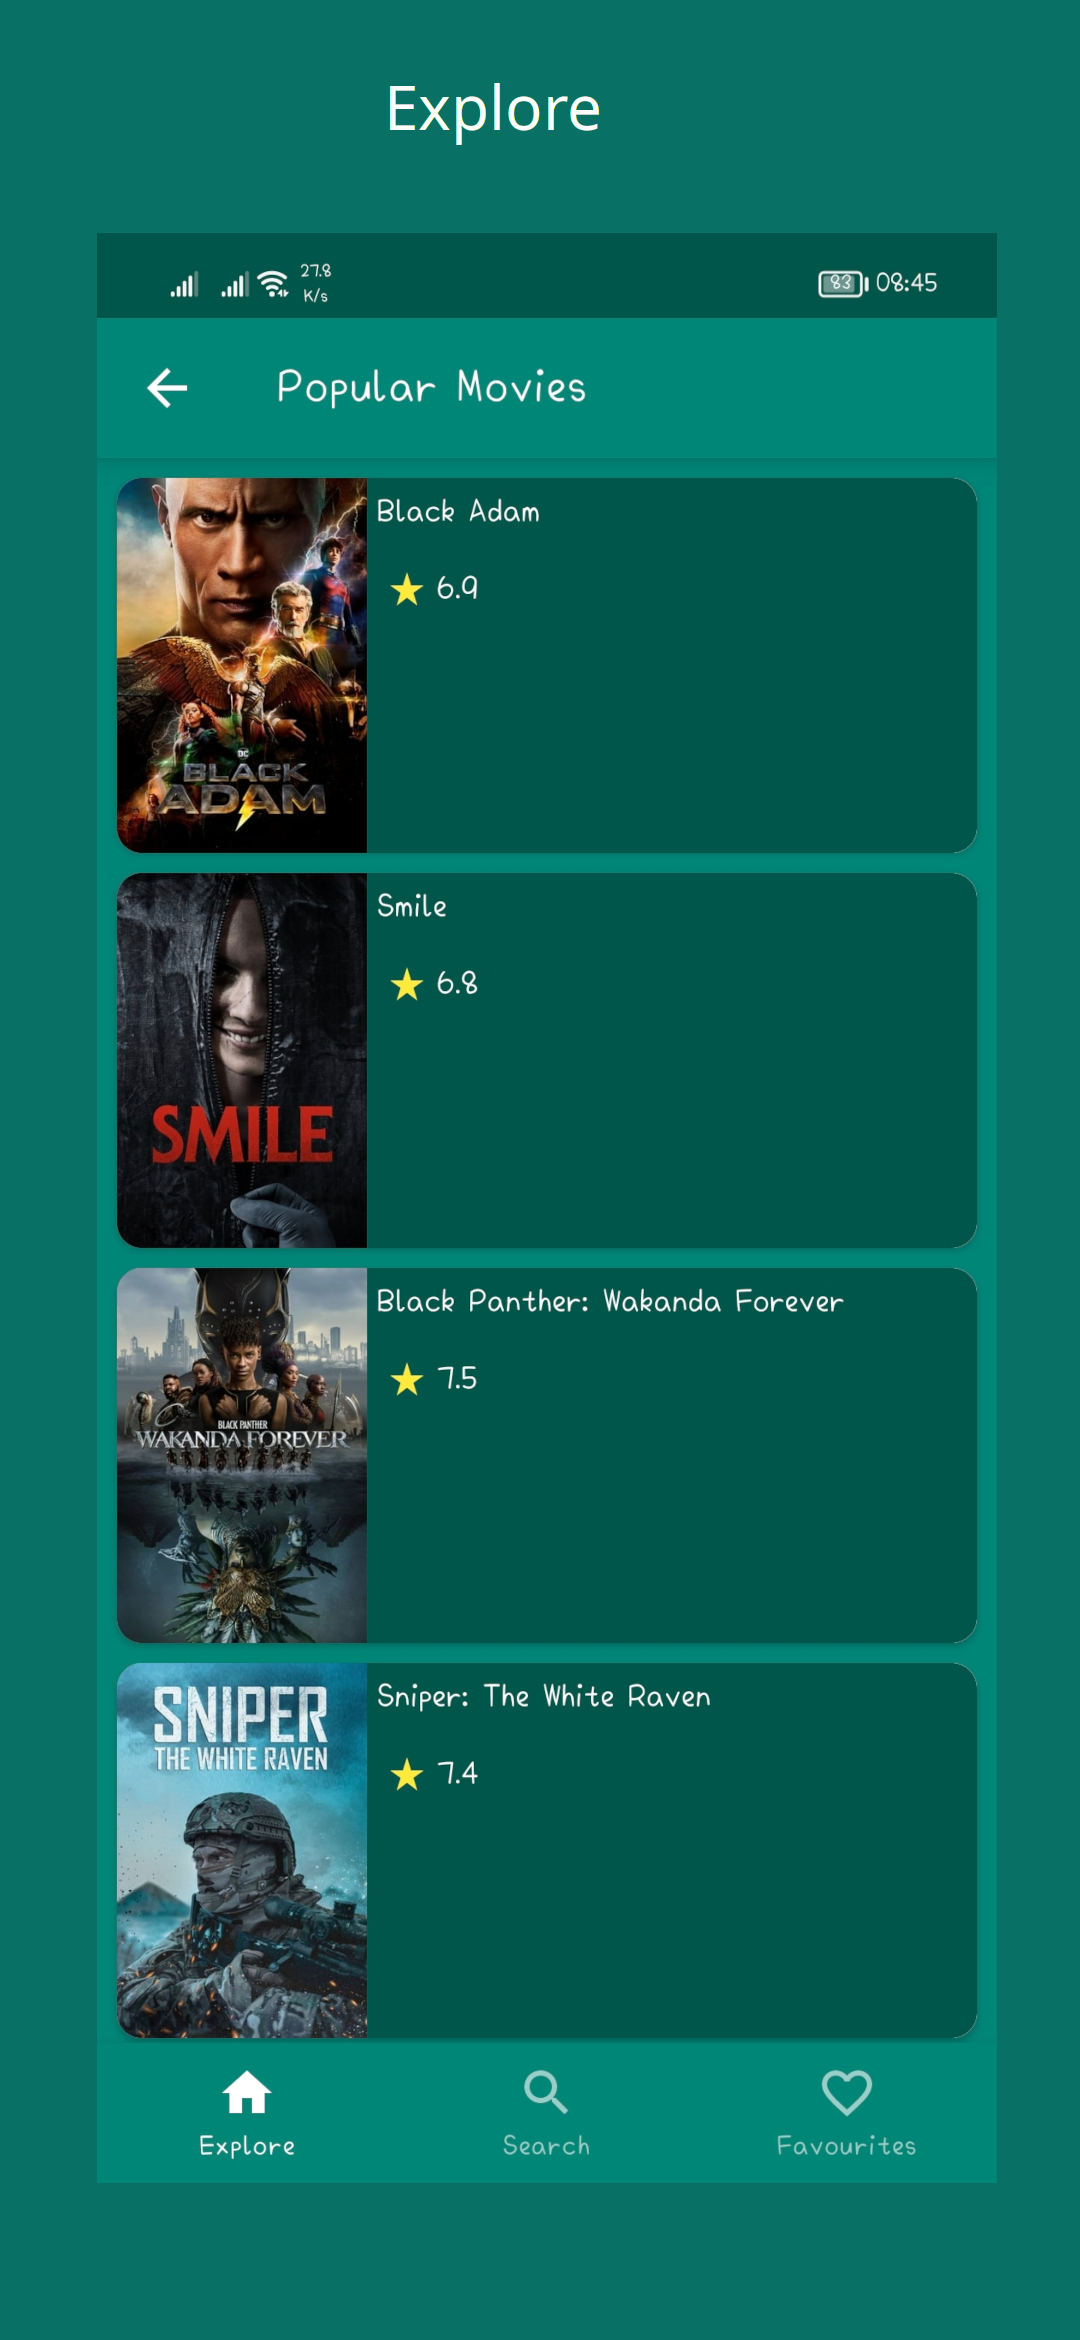 Explore
27.8
K/s
83 08:45
Popular Movies
Black Adam
6.9
DC
BLACK
ADAM
Smile
6.8
SMILE
Black Panther: Wakanda Forever
7.5
BLACK PANTHER
WAKANDA FOREVER
Sniper: The White Raven
7.4
SNIPER
THE WHITE RAVEN
Explore
Search
Favourites